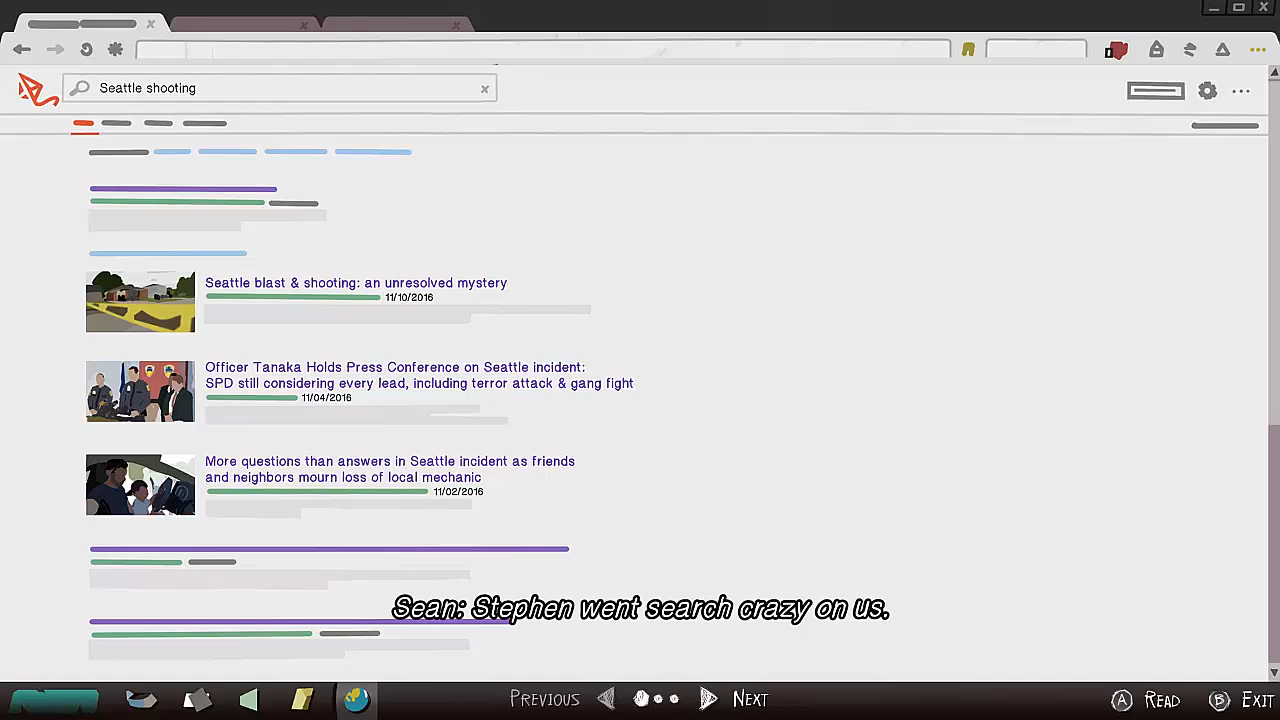 Seattle shooting
Seattle blast & shooting: an unresolved mystery
11/10/2016
Officer Tanaka Holds Press Conference on Seattle incident:
SPD still considering every lead, including terror attack & gang fight
11/04/2016
More questions than answers in Seattle incident as friends
and neighbors mourn loss of local mechanic
11/02/2016
Sean: Stephen went search crazy on us.
PREVIOUS NEXT A READ B EXIT